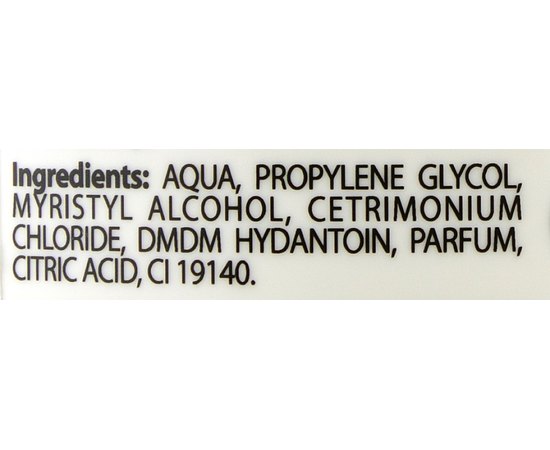 Ingredients: AQUA, PROPYLENE GLYCOL,
MYRISTYL ALCOHOL, CETRIMONIUM
CHLORIDE, DMDM HYDANTOIN, PARFUM,
CITRIC ACID, CI 19140.